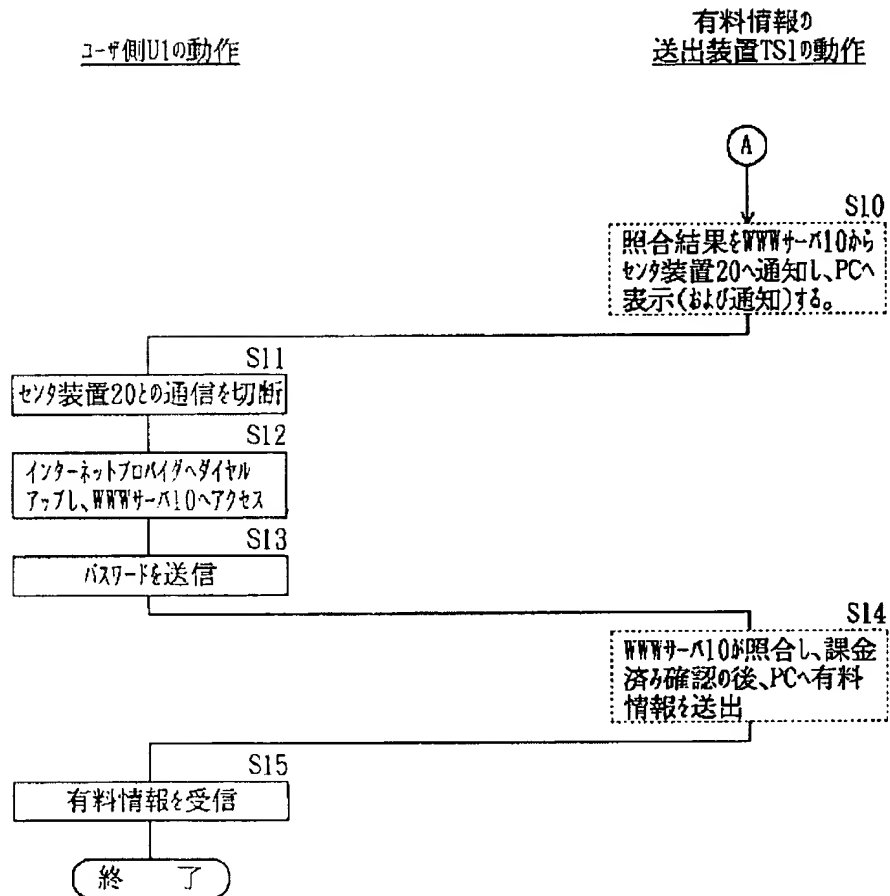 ユーザ側U1の動作
有料情報の
送出装置TS1の動作
A
S10
照合結果をWWWサーバ10から
センタ装置20へ通知し、PCへ
表示(および通知)する。
S11
センタ装置20との通信を切断
S12
インターネットプロバイダへダイヤル
アップし、WWWサーバ10へアクセス
S13
パスワードを送信
S14
WWWサーバ10が照合し、課金
済み確認の後、PCへ有料
情報を送出
S15
有料情報を受信
終 了